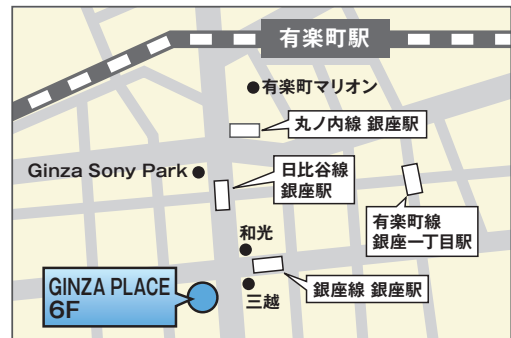 有楽町駅
有楽町マリオン
丸ノ内線 銀座駅
Ginza Sony Park
日比谷線
銀座駅
有楽町線
銀座一丁目駅
和光
銀座線 銀座駅
三越
GINZA PLACE
6F